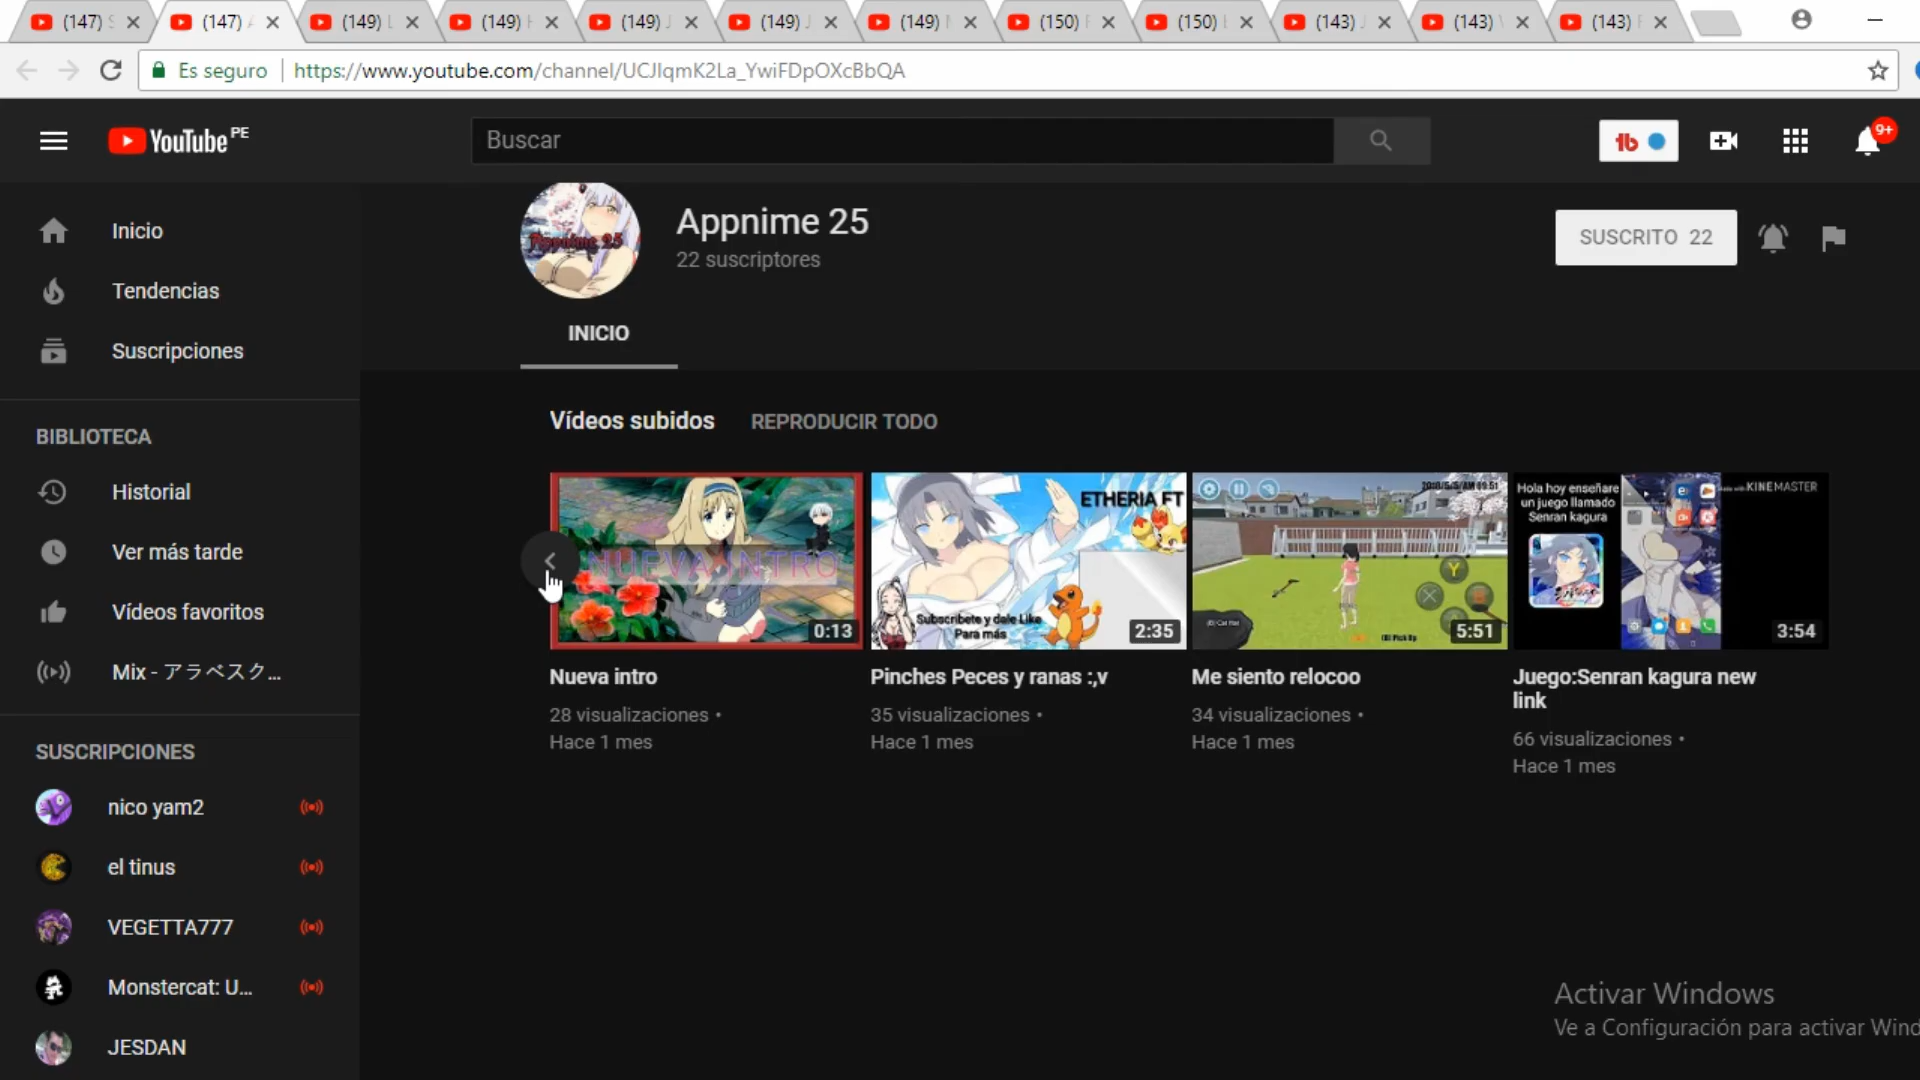 (147) S (147) A (149) L (149) H (149) J (149) J (149) M (150) F (150) (143) J (143) V (143) F
Es seguro https://www.youtube.com/channel/UCJIqmK2La_YwiFDpOXcBbQA
YouTube PE
Buscar
9+
Appnime 25
22 suscriptores
SUSCRITO 22
Appnime 25
INICIO
Inicio
Tendencias
Suscripciones
BIBLIOTECA
Historial
Ver más tarde
Vídeos favoritos
Mix - アラベスク...
SUSCRIPCIONES
nico yam2
el tinus
VEGETTA777
Monstercat: U...
JESDAN
Vídeos subidos REPRODUCIR TODO
NUEVA INTRO
0:13
Nueva intro
28 visualizaciones •
Hace 1 mes
ETHERIA FT
Subscribete y dale Like
Para más
2:35
Pinches Peces y ranas :,v
35 visualizaciones •
Hace 1 mes
Y
5:51
Me siento relocoo
34 visualizaciones •
Hace 1 mes
Hola hoy enseñare
un juego llamado
Senran kagura
KINEMASTER
3:54
Juego:Senran kagura new
link
66 visualizaciones •
Hace 1 mes
Activar Windows
Ve a Configuración para activar Wind